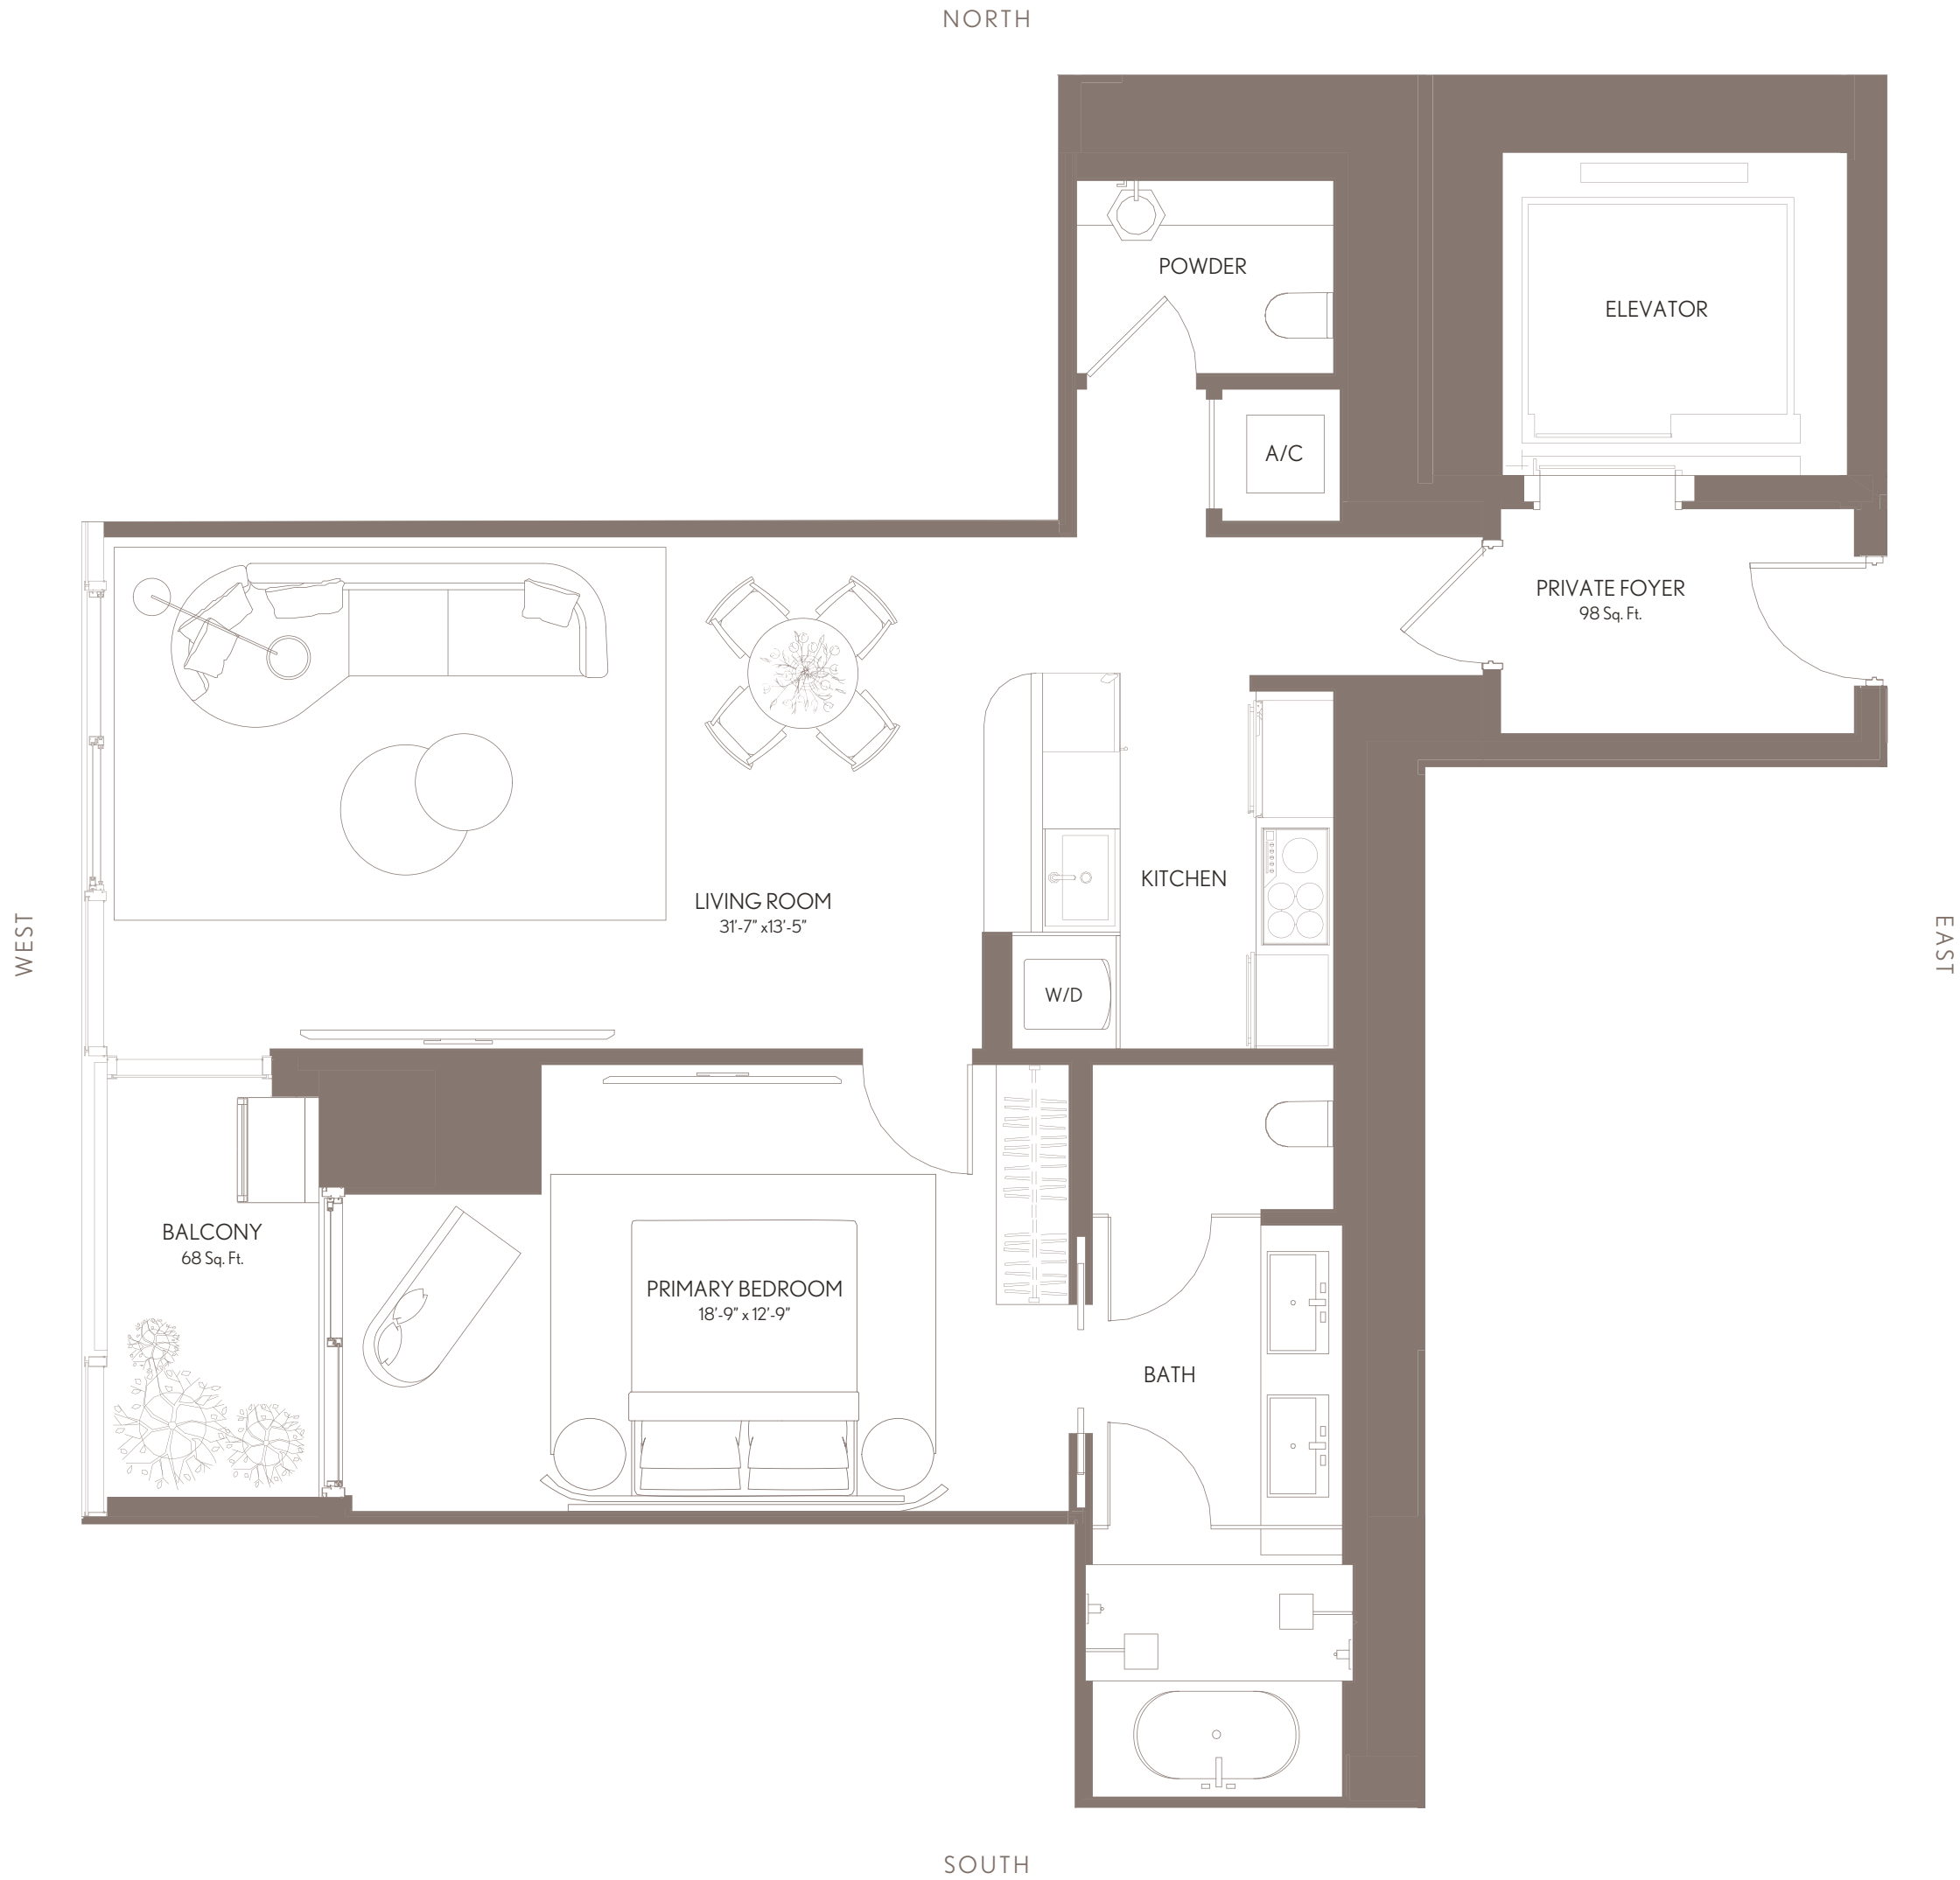 NORTH
POWDER
ELEVATOR
A/C
PRIVATE FOYER
98 Sq. Ft.
KITCHEN
LIVING ROOM
31'-7" x13'-5"
WEST
EAST
W/D
BALCONY
68 Sq. Ft.
PRIMARY BEDROOM
18'-9" x 12'-9"
BATH
SOUTH